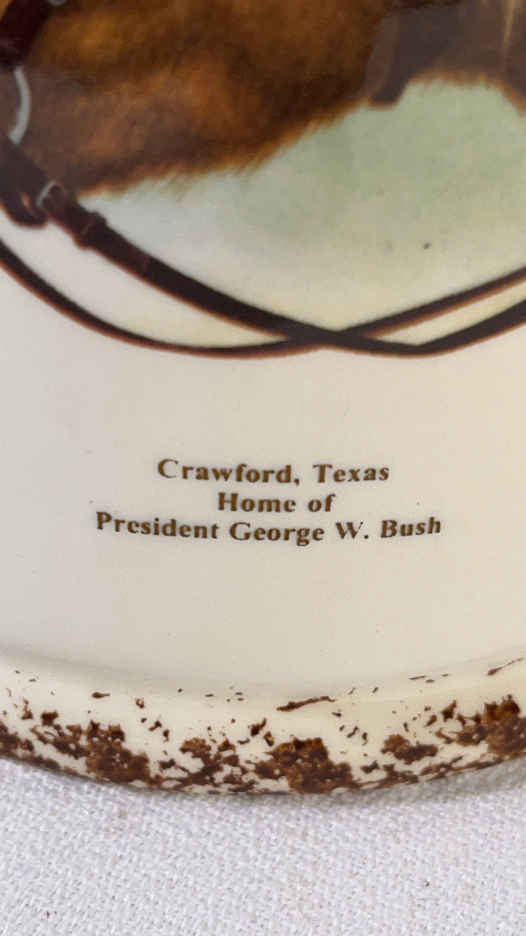 Crawford, Texas
Home of
President George W. Bush